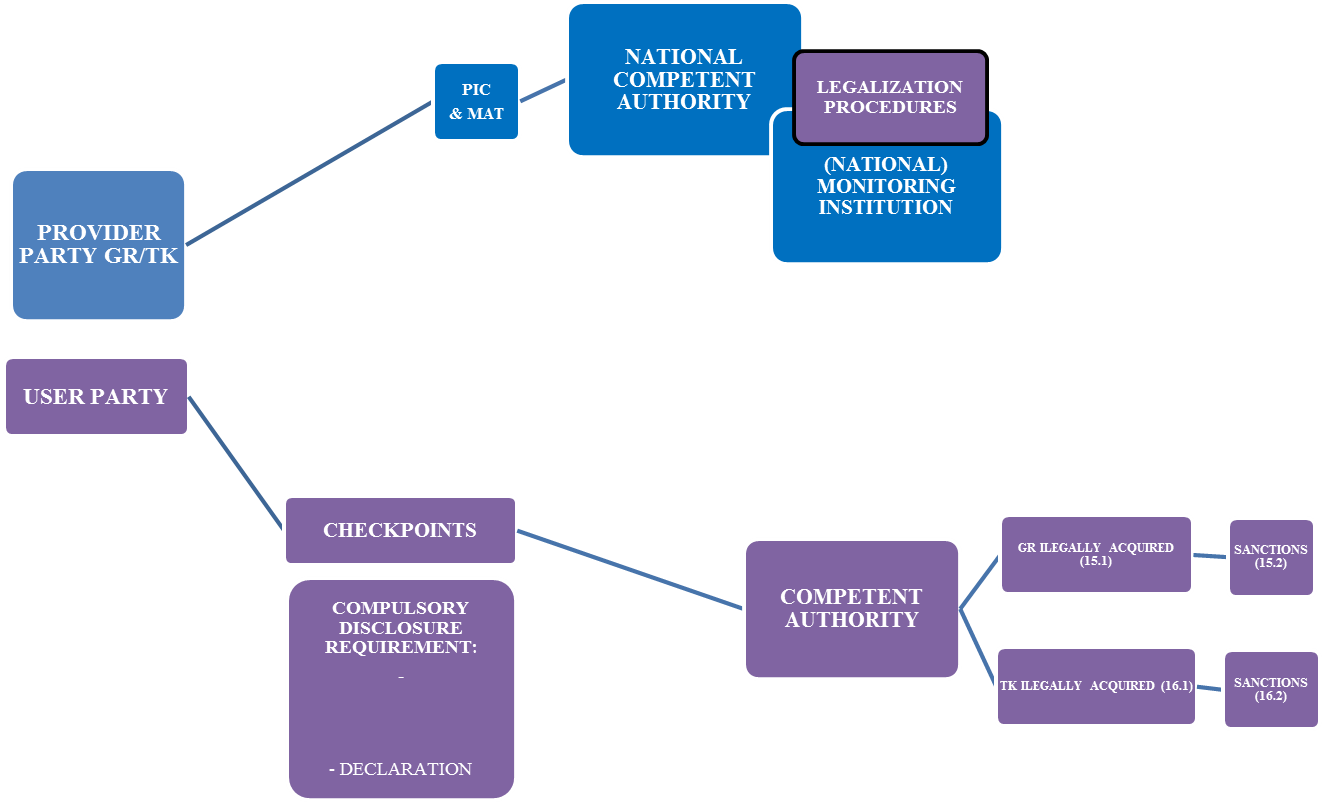 NATIONAL
COMPETENT
AUTHORITY
LEGALIZATION
PROCEDURES
PIC
& MAT
(NATIONAL)
MONITORING
INSTITUTION
PROVIDER
PARTY GR/TK
USER PARTY
CHECKPOINTS
COMPULSORY
DISCLOSURE
REQUIREMENT:
-
- DECLARATION
COMPETENT
AUTHORITY
GR ILEGALLY ACQUIRED
(15.1)
SANCTIONS
(15.2)
TK ILEGALLY ACQUIRED (16.1)
SANCTIONS
(16.2)